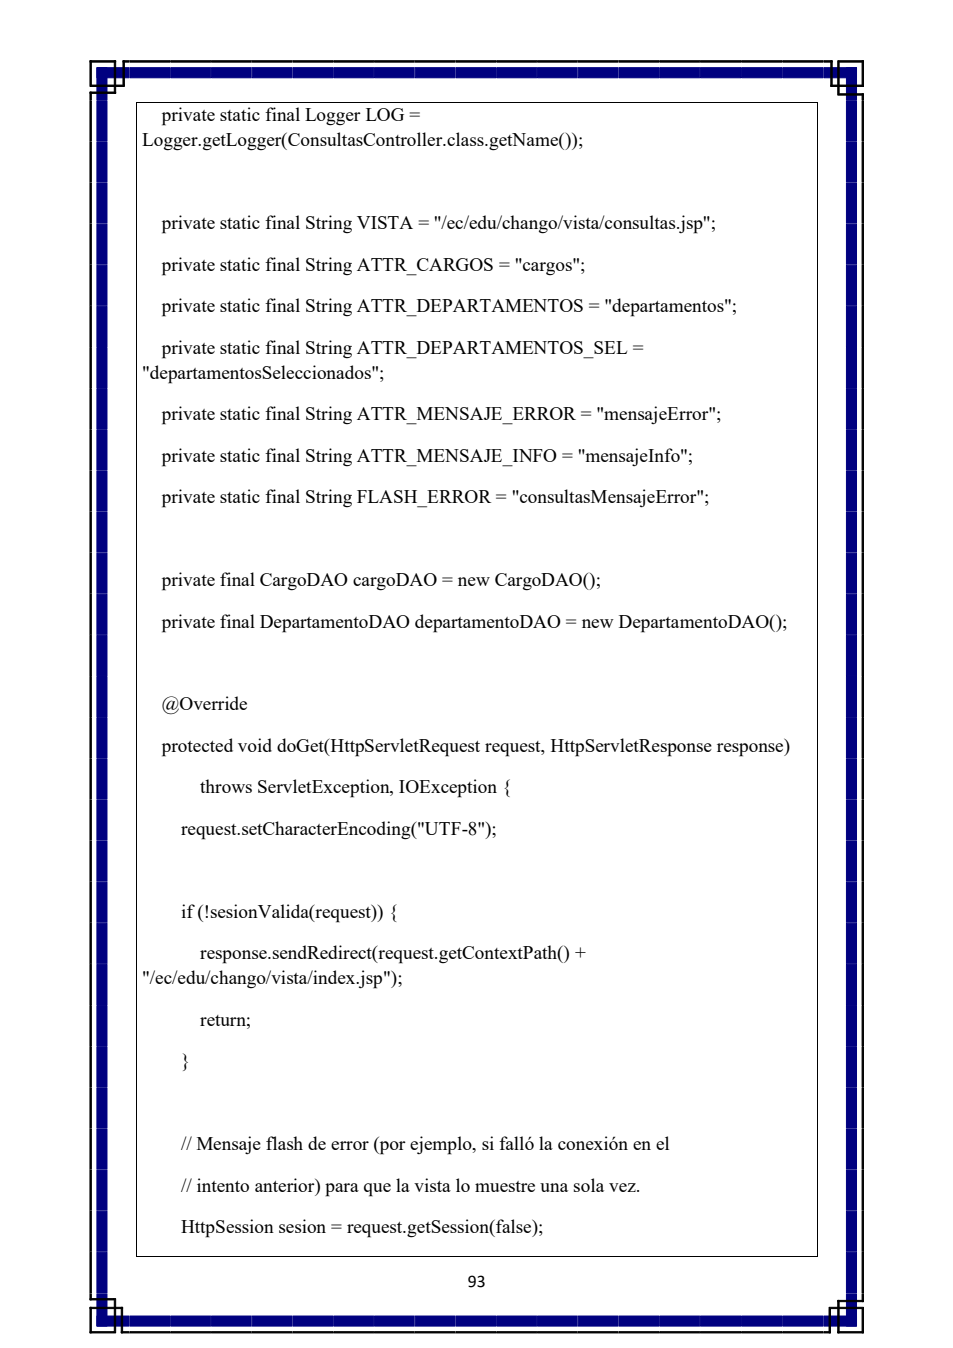 private static final Logger LOG =
Logger.getLogger(ConsultasController.class.getName());
private static final String VISTA = "/ec/edu/chango/vista/consultas.jsp";
private static final String ATTR_CARGOS = "cargos";
private static final String ATTR_DEPARTAMENTOS = "departamentos";
private static final String ATTR_DEPARTAMENTOS_SEL =
"departamentosSeleccionados";
private static final String ATTR_MENSAJE_ERROR = "mensajeError";
private static final String ATTR_MENSAJE_INFO = "mensajeInfo";
private static final String FLASH_ERROR = "consultasMensajeError";
private final CargoDAO cargoDAO = new CargoDAO();
private final DepartamentoDAO departamentoDAO = new DepartamentoDAO();
@Override
protected void doGet(HttpServletRequest request, HttpServletResponse response)
throws ServletException, IOException {
request.setCharacterEncoding("UTF-8");
if (!sesionValida(request)) {
response.sendRedirect(request.getContextPath() +
"/ec/edu/chango/vista/index.jsp");
return;
}
// Mensaje flash de error (por ejemplo, si falló la conexión en el
// intento anterior) para que la vista lo muestre una sola vez.
HttpSession sesion = request.getSession(false);
93